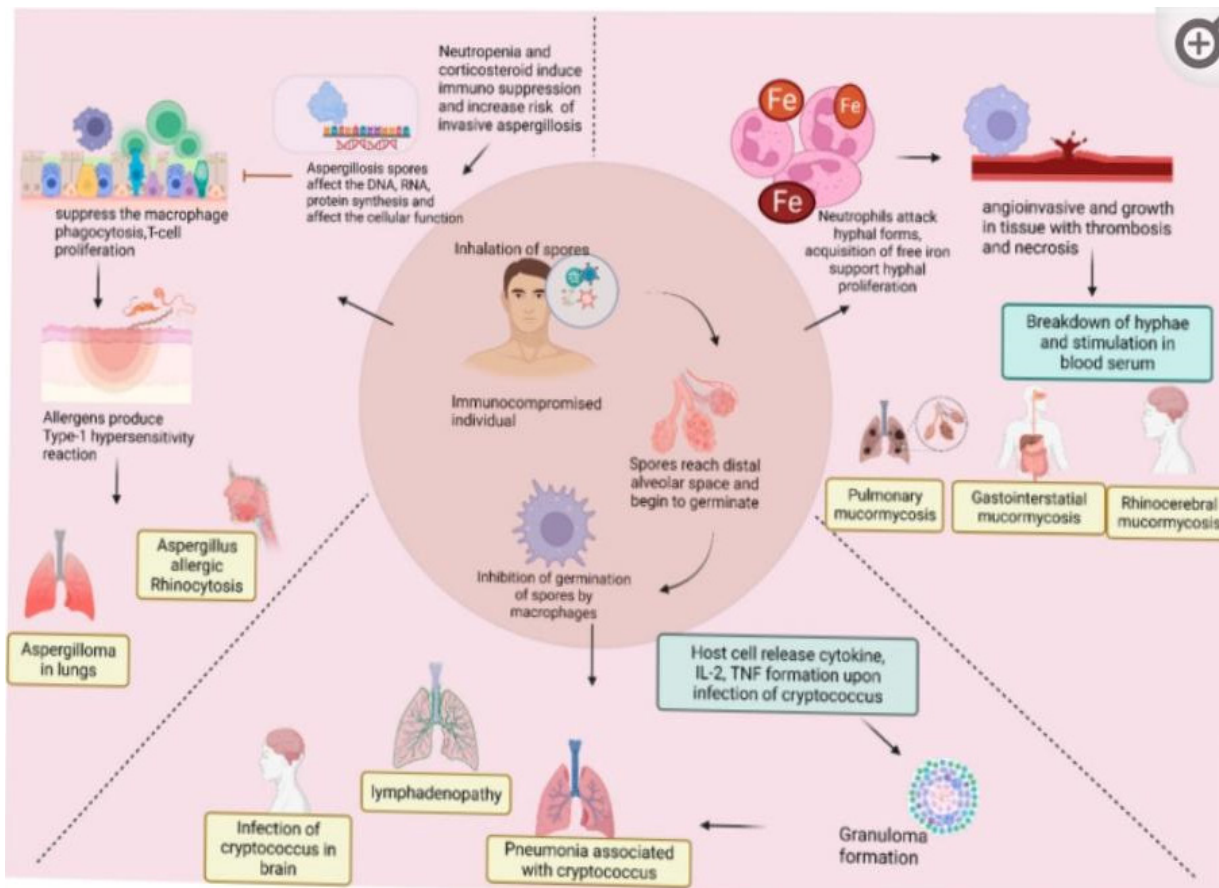 Neutropenia and
corticosteroid induce
immuno suppression
and increase risk of
invasive aspergillosis
Aspergillosis spores
affect the DNA, RNA,
protein synthesis and
affect the cellular function
suppress the macrophage
phagocytosis,T-cell
proliferation
Allergens produce
Type-1 hypersensitivity
reaction
Aspergillus
allergic
Rhinocytosis
Aspergilloma
in lungs
Inhalation of spores
Immunocompromised
individual
Spores reach distal
alveolar space and
begin to germinate
Inhibition of germination
of spores by
macrophages
Fe
Fe
Fe
Neutrophils attack
hyphal forms,
acquisition of free iron
support hyphal
proliferation
angioinvasive and growth
in tissue with thrombosis
and necrosis
Breakdown of hyphae
and stimulation in
blood serum
Pulmonary
mucormycosis
Gastointerstatial
mucormycosis
Rhinocerebral
mucormycosis
Host cell release cytokine,
IL-2, TNF formation upon
infection of cryptococcus
Granuloma
formation
Pneumonia associated
with cryptococcus
lymphadenopathy
Infection of
cryptococcus in
brain